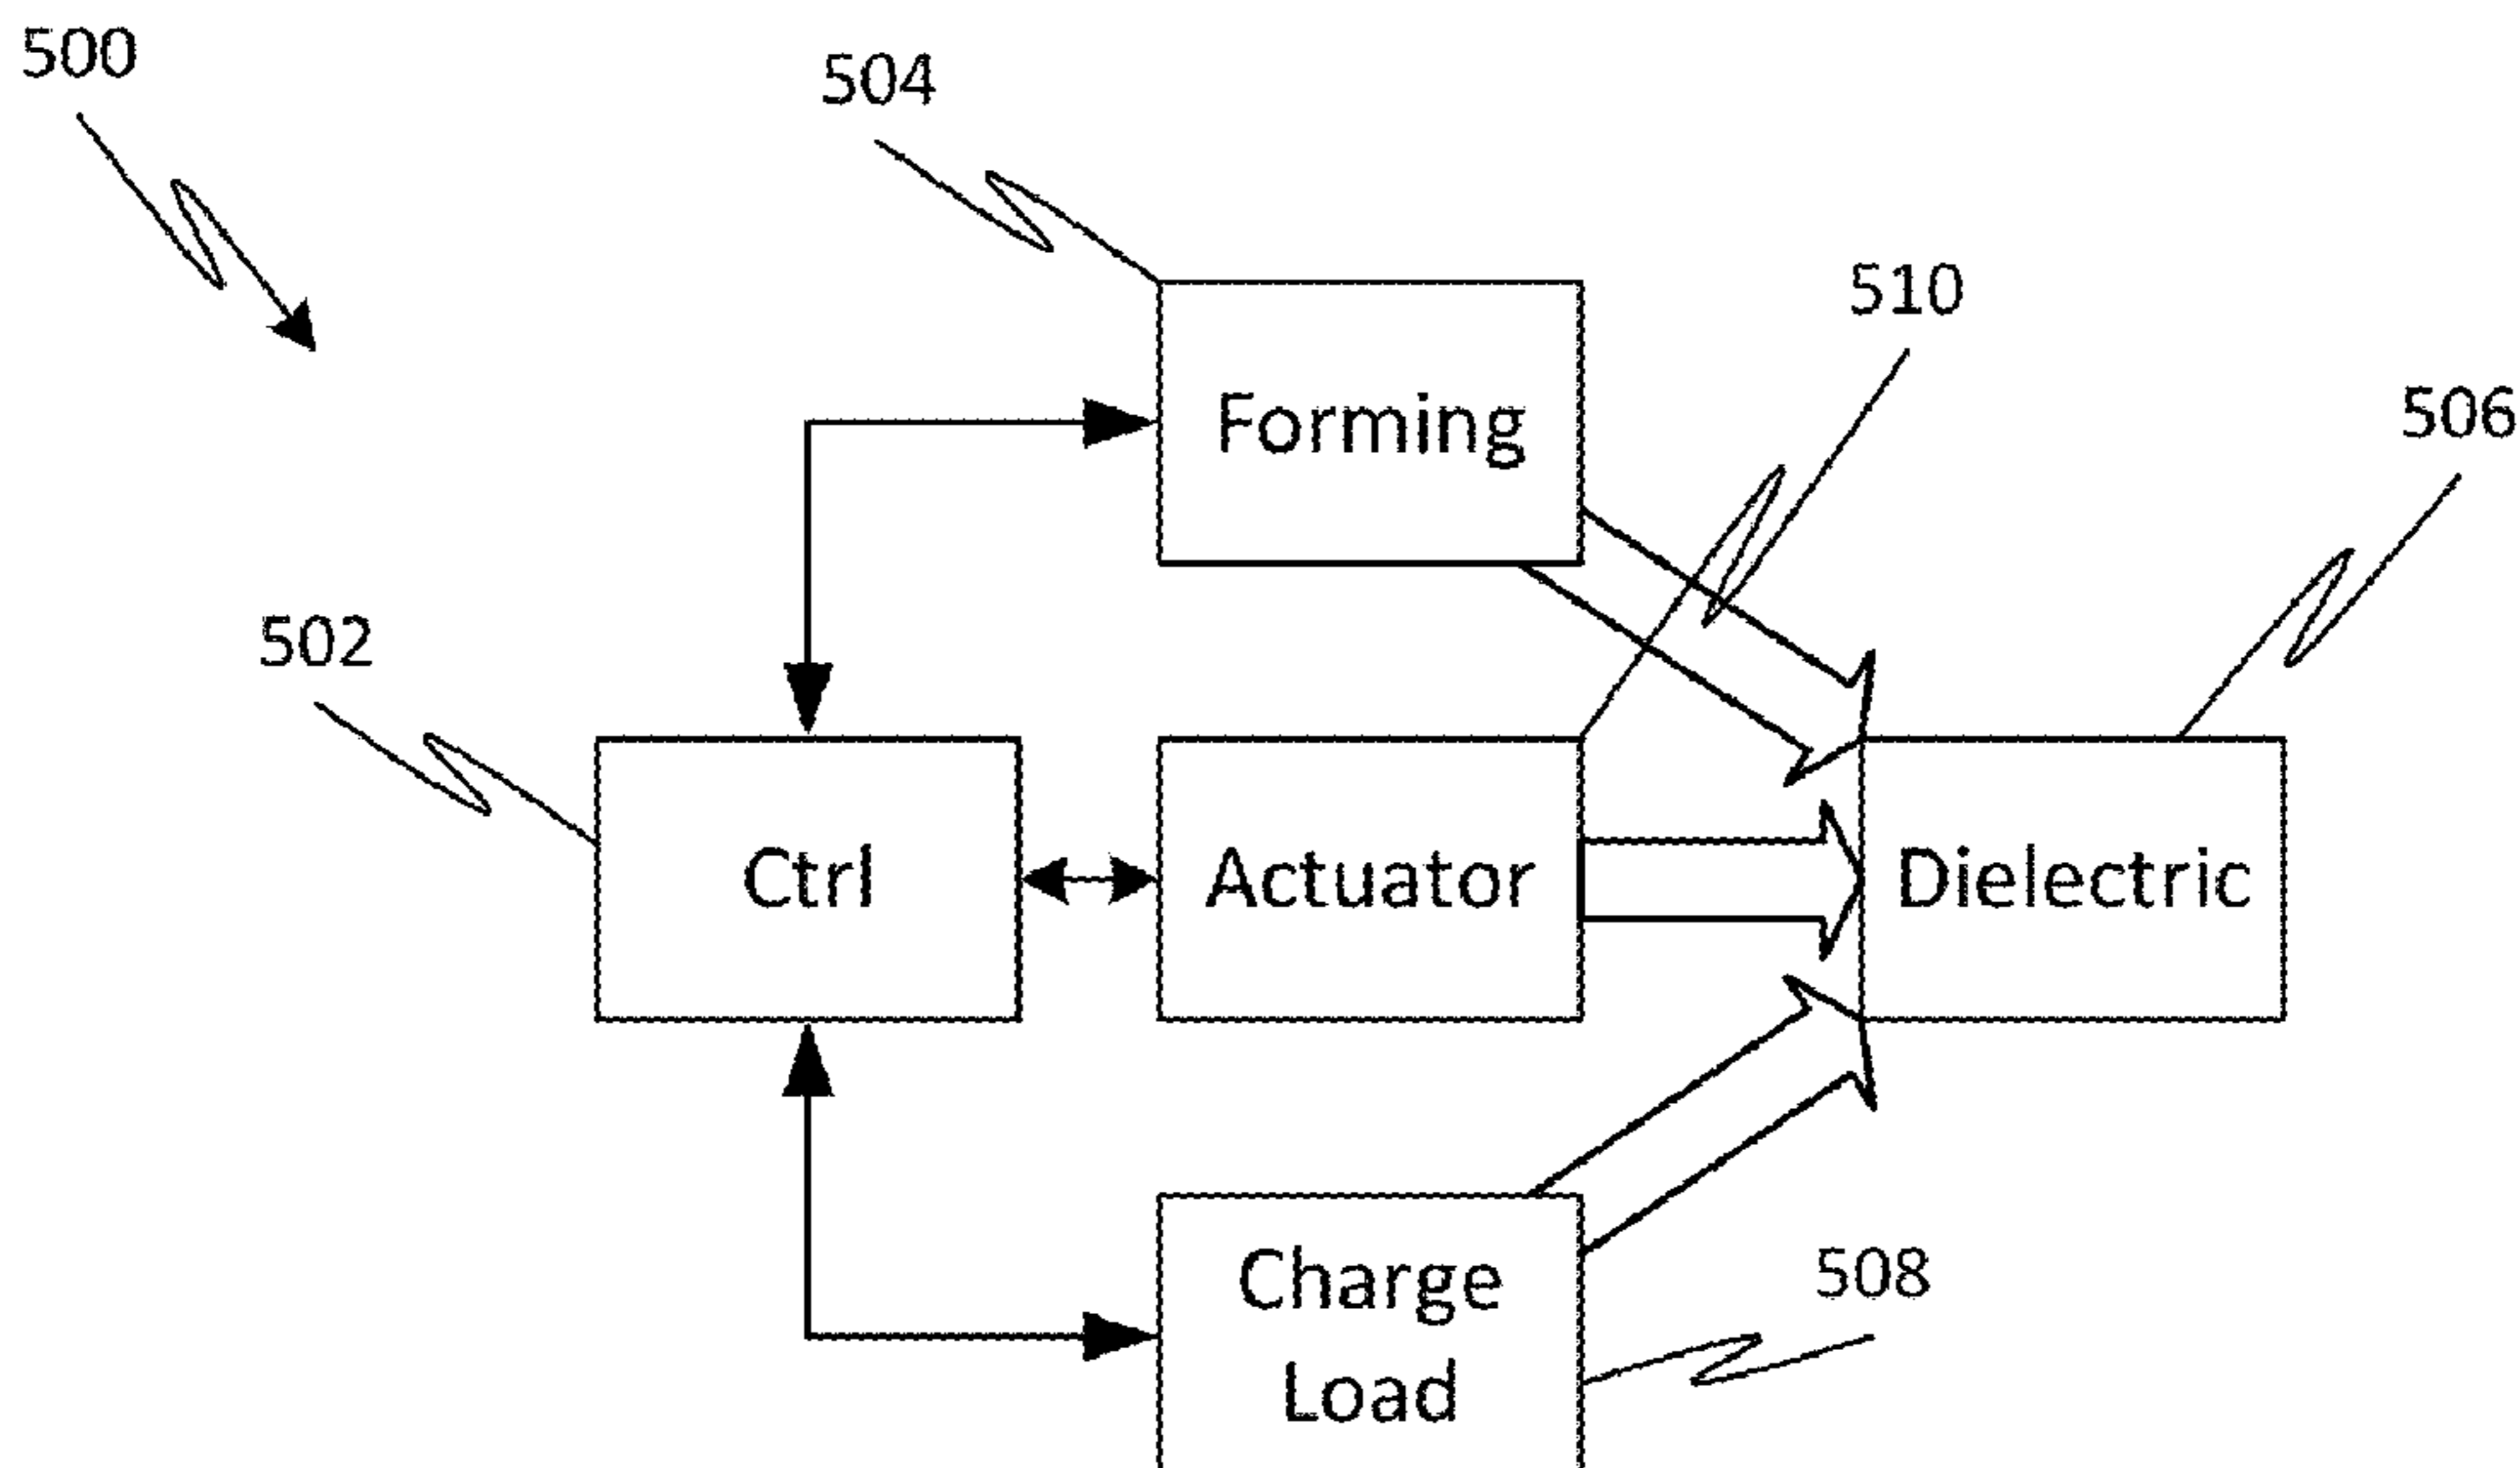 500
504
510
Forming
506
502
Ctrl
Actuator
Dielectric
Charge
Load
508